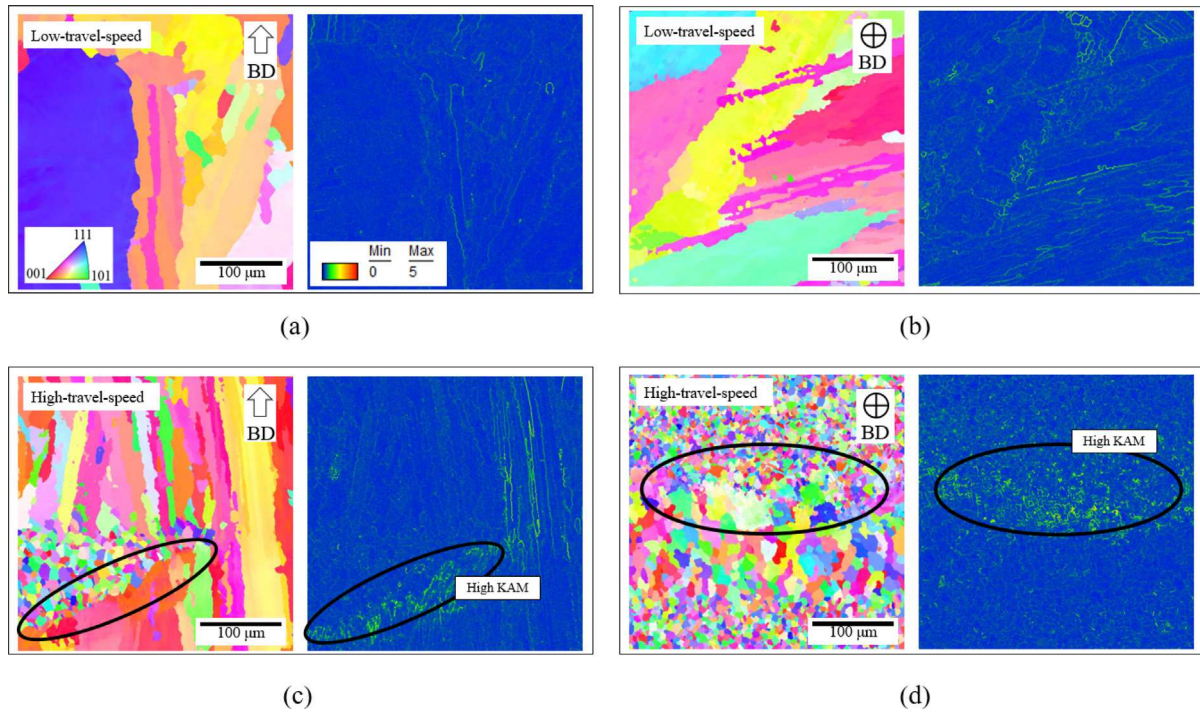 Low-travel-speed
BD
111
001
101
100 μm
Min Max
0 5
(a)
Low-travel-speed
BD
100 μm
(b)
High-travel-speed
BD
High KAM
100 μm
(c)
High-travel-speed
BD
High KAM
100 μm
(d)